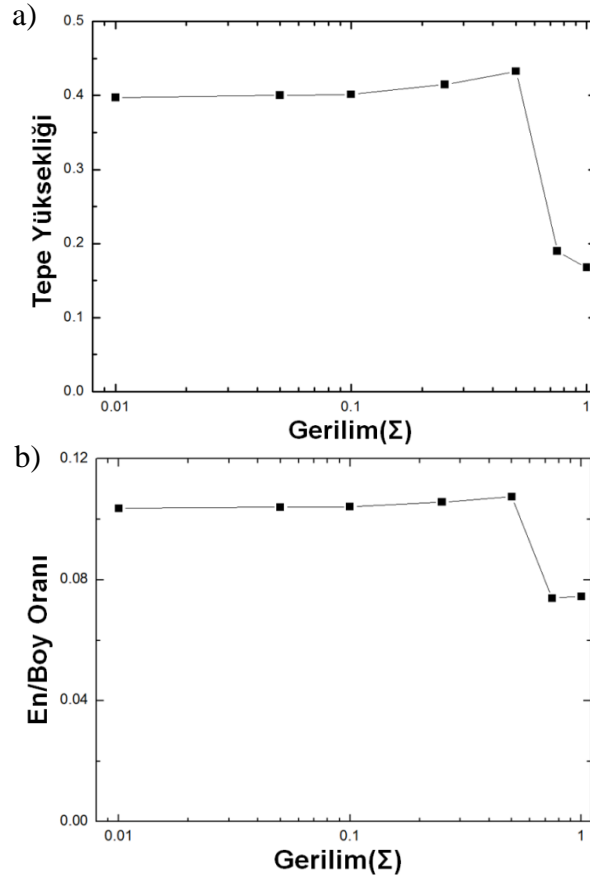 a)
0.5
0.4
0.3
0.2
0.1
0.0
Tepe Yüksekliği
0.01 0.1 1
Gerilim(Σ)
b)
0.12
0.08
0.04
0.00
En/Boy Oranı
0.01 0.1 1
Gerilim(Σ)